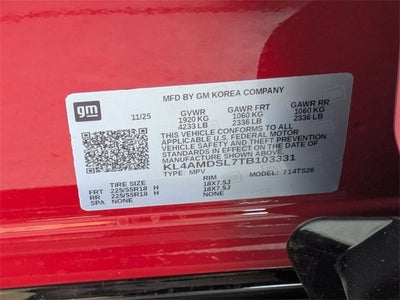 gm
MFD BY GM KOREA COMPANY
11/25 GVWR GAWR FRT GAWR RR
1920 KG 1060 KG 1060 KG
4233 LB 2336 LB 2336 LB
THIS VEHICLE CONFORMS TO ALL
APPLICABLE U.S. FEDERAL MOTOR
VEHICLE SAFETY AND THEFT PREVENTION
STANDARDS IN EFFECT ON THE DATE OF
MANUFACTURE SHOWN ABOVE.
KL4AMDSL7TB103331
TYPE: MPV MODEL: 714TS26
TIRE SIZE RIM
FRT 225/55R18 H 18X7.5J
RR 225/55R18 H 18X7.5J
SPA NONE NONE